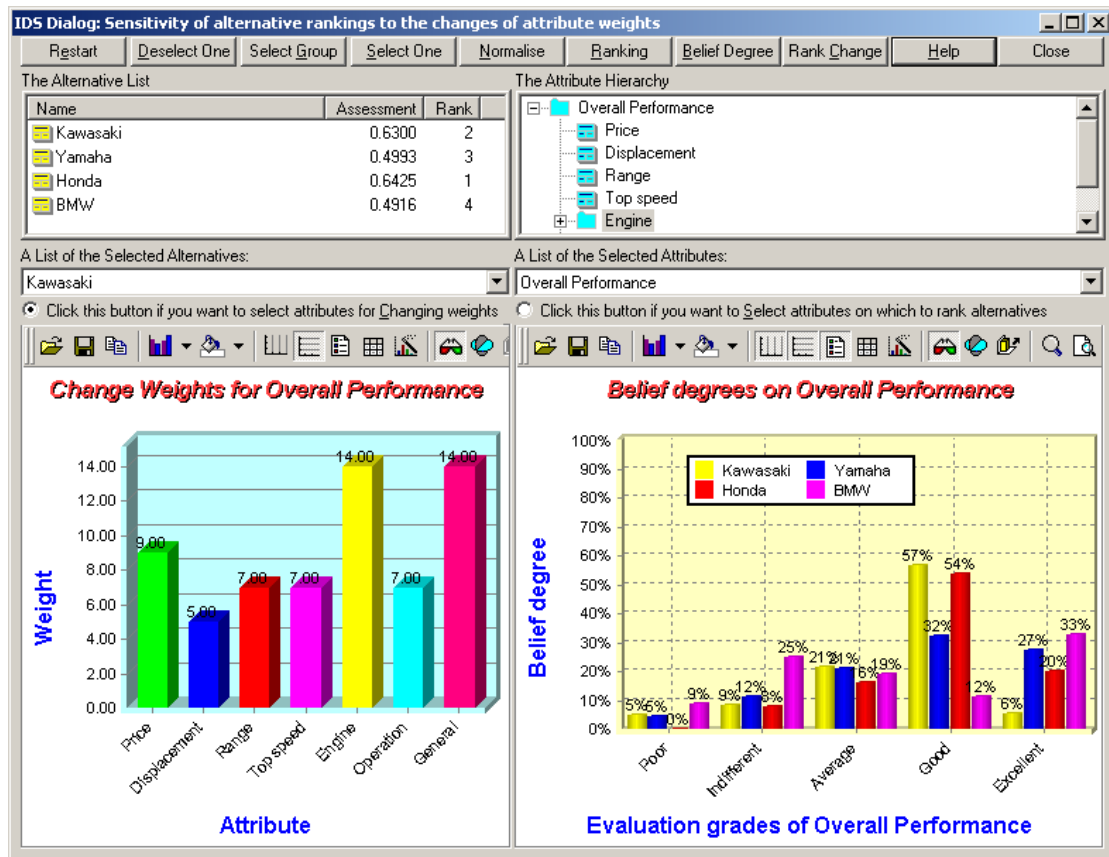 IDS Dialog: Sensitivity of alternative rankings to the changes of attribute weights
Restart Deselect One Select Group Select One Normalise Ranking Belief Degree Rank Change Help Close
The Alternative List
Name Assessment Rank
Kawasaki 0.6300 2
Yamaha 0.4993 3
Honda 0.6425 1
BMW 0.4916 4
The Attribute Hierarchy
Overall Performance
Price
Displacement
Range
Top speed
Engine
A List of the Selected Alternatives:
Kawasaki
A List of the Selected Attributes:
Overall Performance
Click this button if you want to select attributes for Changing weights
Click this button if you want to Select attributes on which to rank alternatives
Change Weights for Overall Performance
Weight
14.00
12.00
10.00
8.00
6.00
4.00
2.00
0.00
9.00 5.00 7.00 7.00 14.00 7.00 14.00
Price Displacement Range Top speed Engine Operation General
Attribute
Belief degrees on Overall Performance
Belief degree
100%
90%
80%
70%
60%
50%
40%
30%
20%
10%
0%
Kawasaki Yamaha
Honda BMW
5% 5% 0% 9%
9% 12% 8% 25%
21% 21% 6% 19%
57% 32% 54% 12%
6% 27% 20% 33%
Poor Indifferent Average Good Excellent
Evaluation grades of Overall Performance